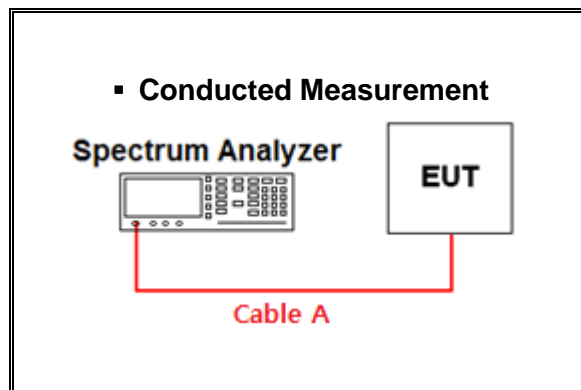 ▪ Conducted Measurement
Spectrum Analyzer
EUT
Cable A